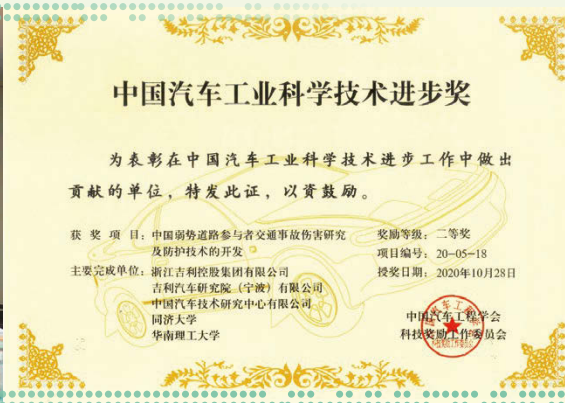 中国汽车工业科学技术进步奖
为表彰在中国汽车工业科学技术进步工作中做出
贡献的单位，特发此证，以资鼓励。
获奖项目：中国弱势道路参与者交通事故伤害研究
及防护技术的开发
奖励等级：二等奖
项目编号：20-05-18
主要完成单位：浙江吉利控股集团有限公司
授奖日期：2020年10月28日
吉利汽车研究院（宁波）有限公司
中国汽车技术研究中心有限公司
同济大学
华南理工大学
中国汽车工程学会
科技奖励工作委员会